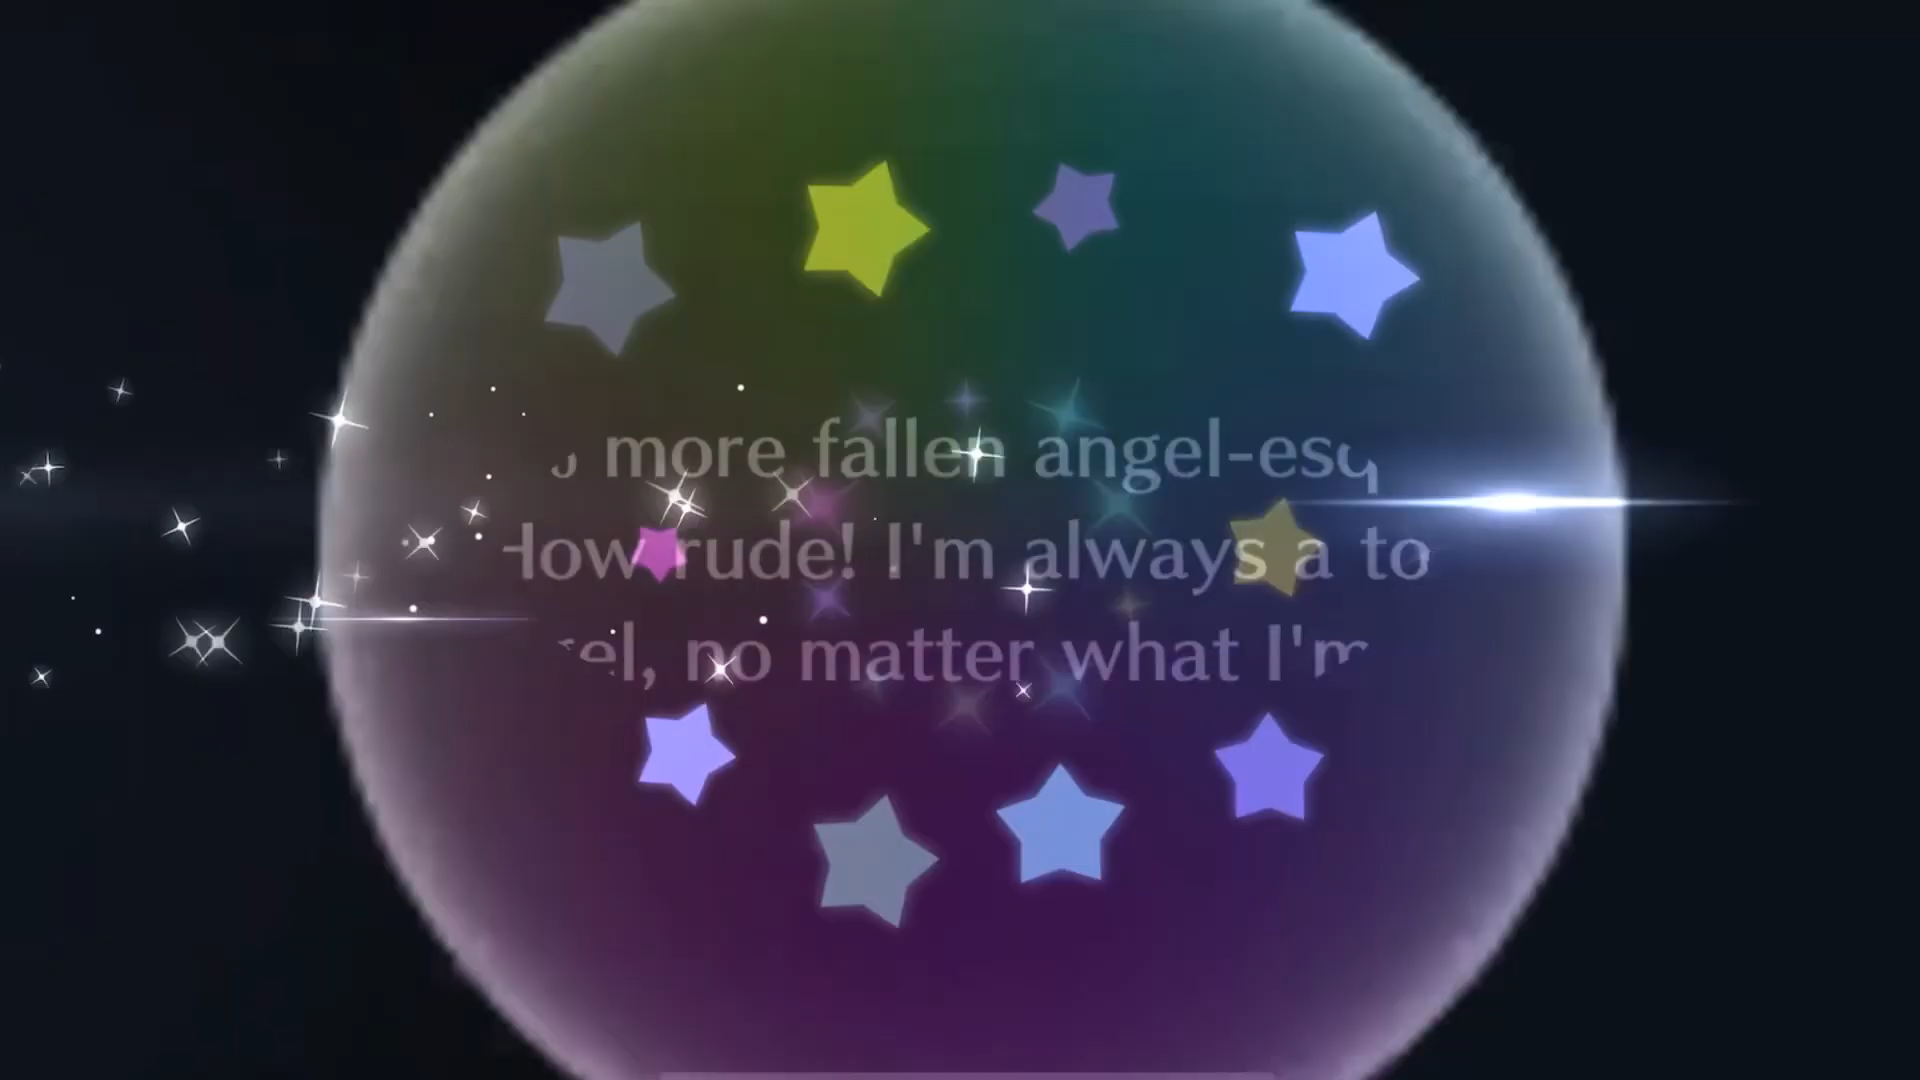 more fallen angel-esq
How rude! I'm always a to
el, no matter what I'm